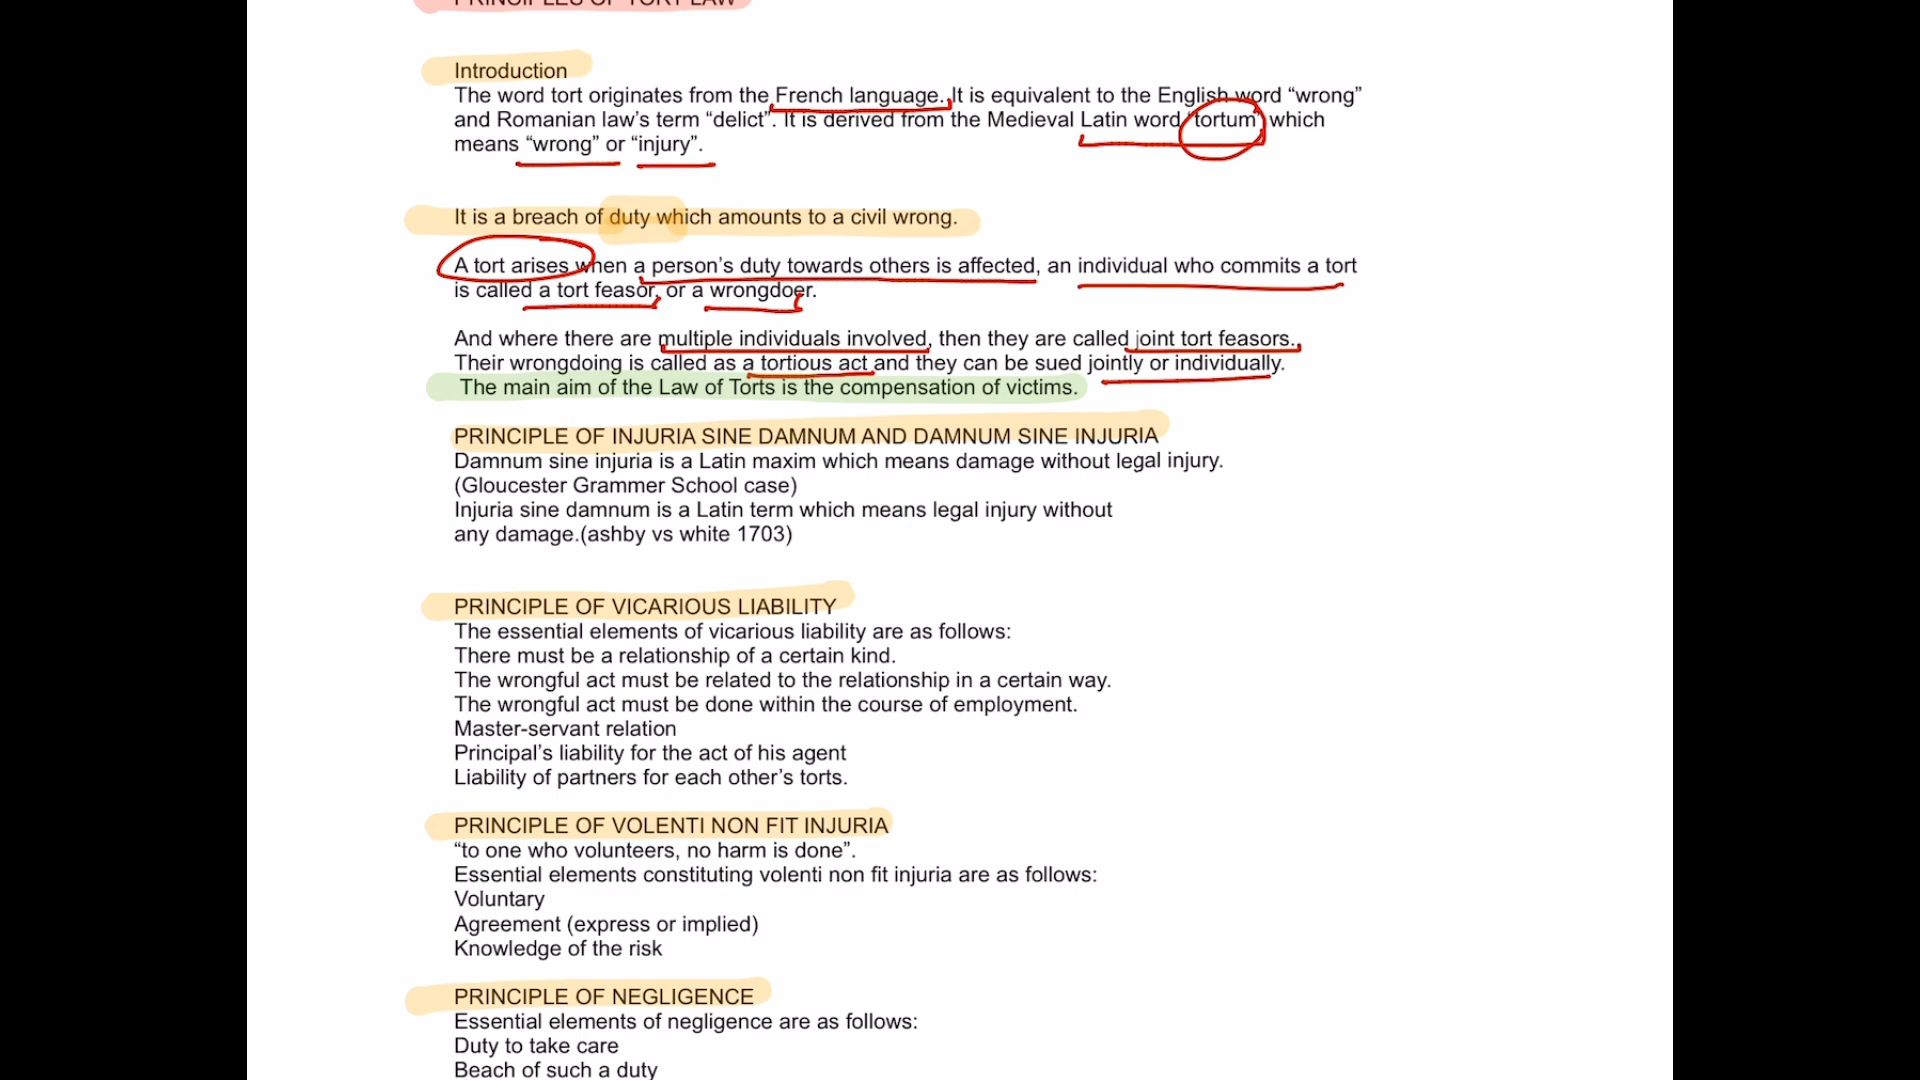 PRINCIPLES OF TORT LAW
Introduction
The word tort originates from the French language. It is equivalent to the English word “wrong”
and Romanian law’s term “delict”. It is derived from the Medieval Latin word “tortum” which
means “wrong” or “injury”.
It is a breach of duty which amounts to a civil wrong.
A tort arises when a person’s duty towards others is affected, an individual who commits a tort
is called a tort feasor, or a wrongdoer.
And where there are multiple individuals involved, then they are called joint tort feasors.
Their wrongdoing is called as a tortious act and they can be sued jointly or individually.
The main aim of the Law of Torts is the compensation of victims.
PRINCIPLE OF INJURIA SINE DAMNUM AND DAMNUM SINE INJURIA
Damnum sine injuria is a Latin maxim which means damage without legal injury.
(Gloucester Grammer School case)
Injuria sine damnum is a Latin term which means legal injury without
any damage.(ashby vs white 1703)
PRINCIPLE OF VICARIOUS LIABILITY
The essential elements of vicarious liability are as follows:
There must be a relationship of a certain kind.
The wrongful act must be related to the relationship in a certain way.
The wrongful act must be done within the course of employment.
Master-servant relation
Principal’s liability for the act of his agent
Liability of partners for each other’s torts.
PRINCIPLE OF VOLENTI NON FIT INJURIA
“to one who volunteers, no harm is done”.
Essential elements constituting volenti non fit injuria are as follows:
Voluntary
Agreement (express or implied)
Knowledge of the risk
PRINCIPLE OF NEGLIGENCE
Essential elements of negligence are as follows:
Duty to take care
Beach of such a duty